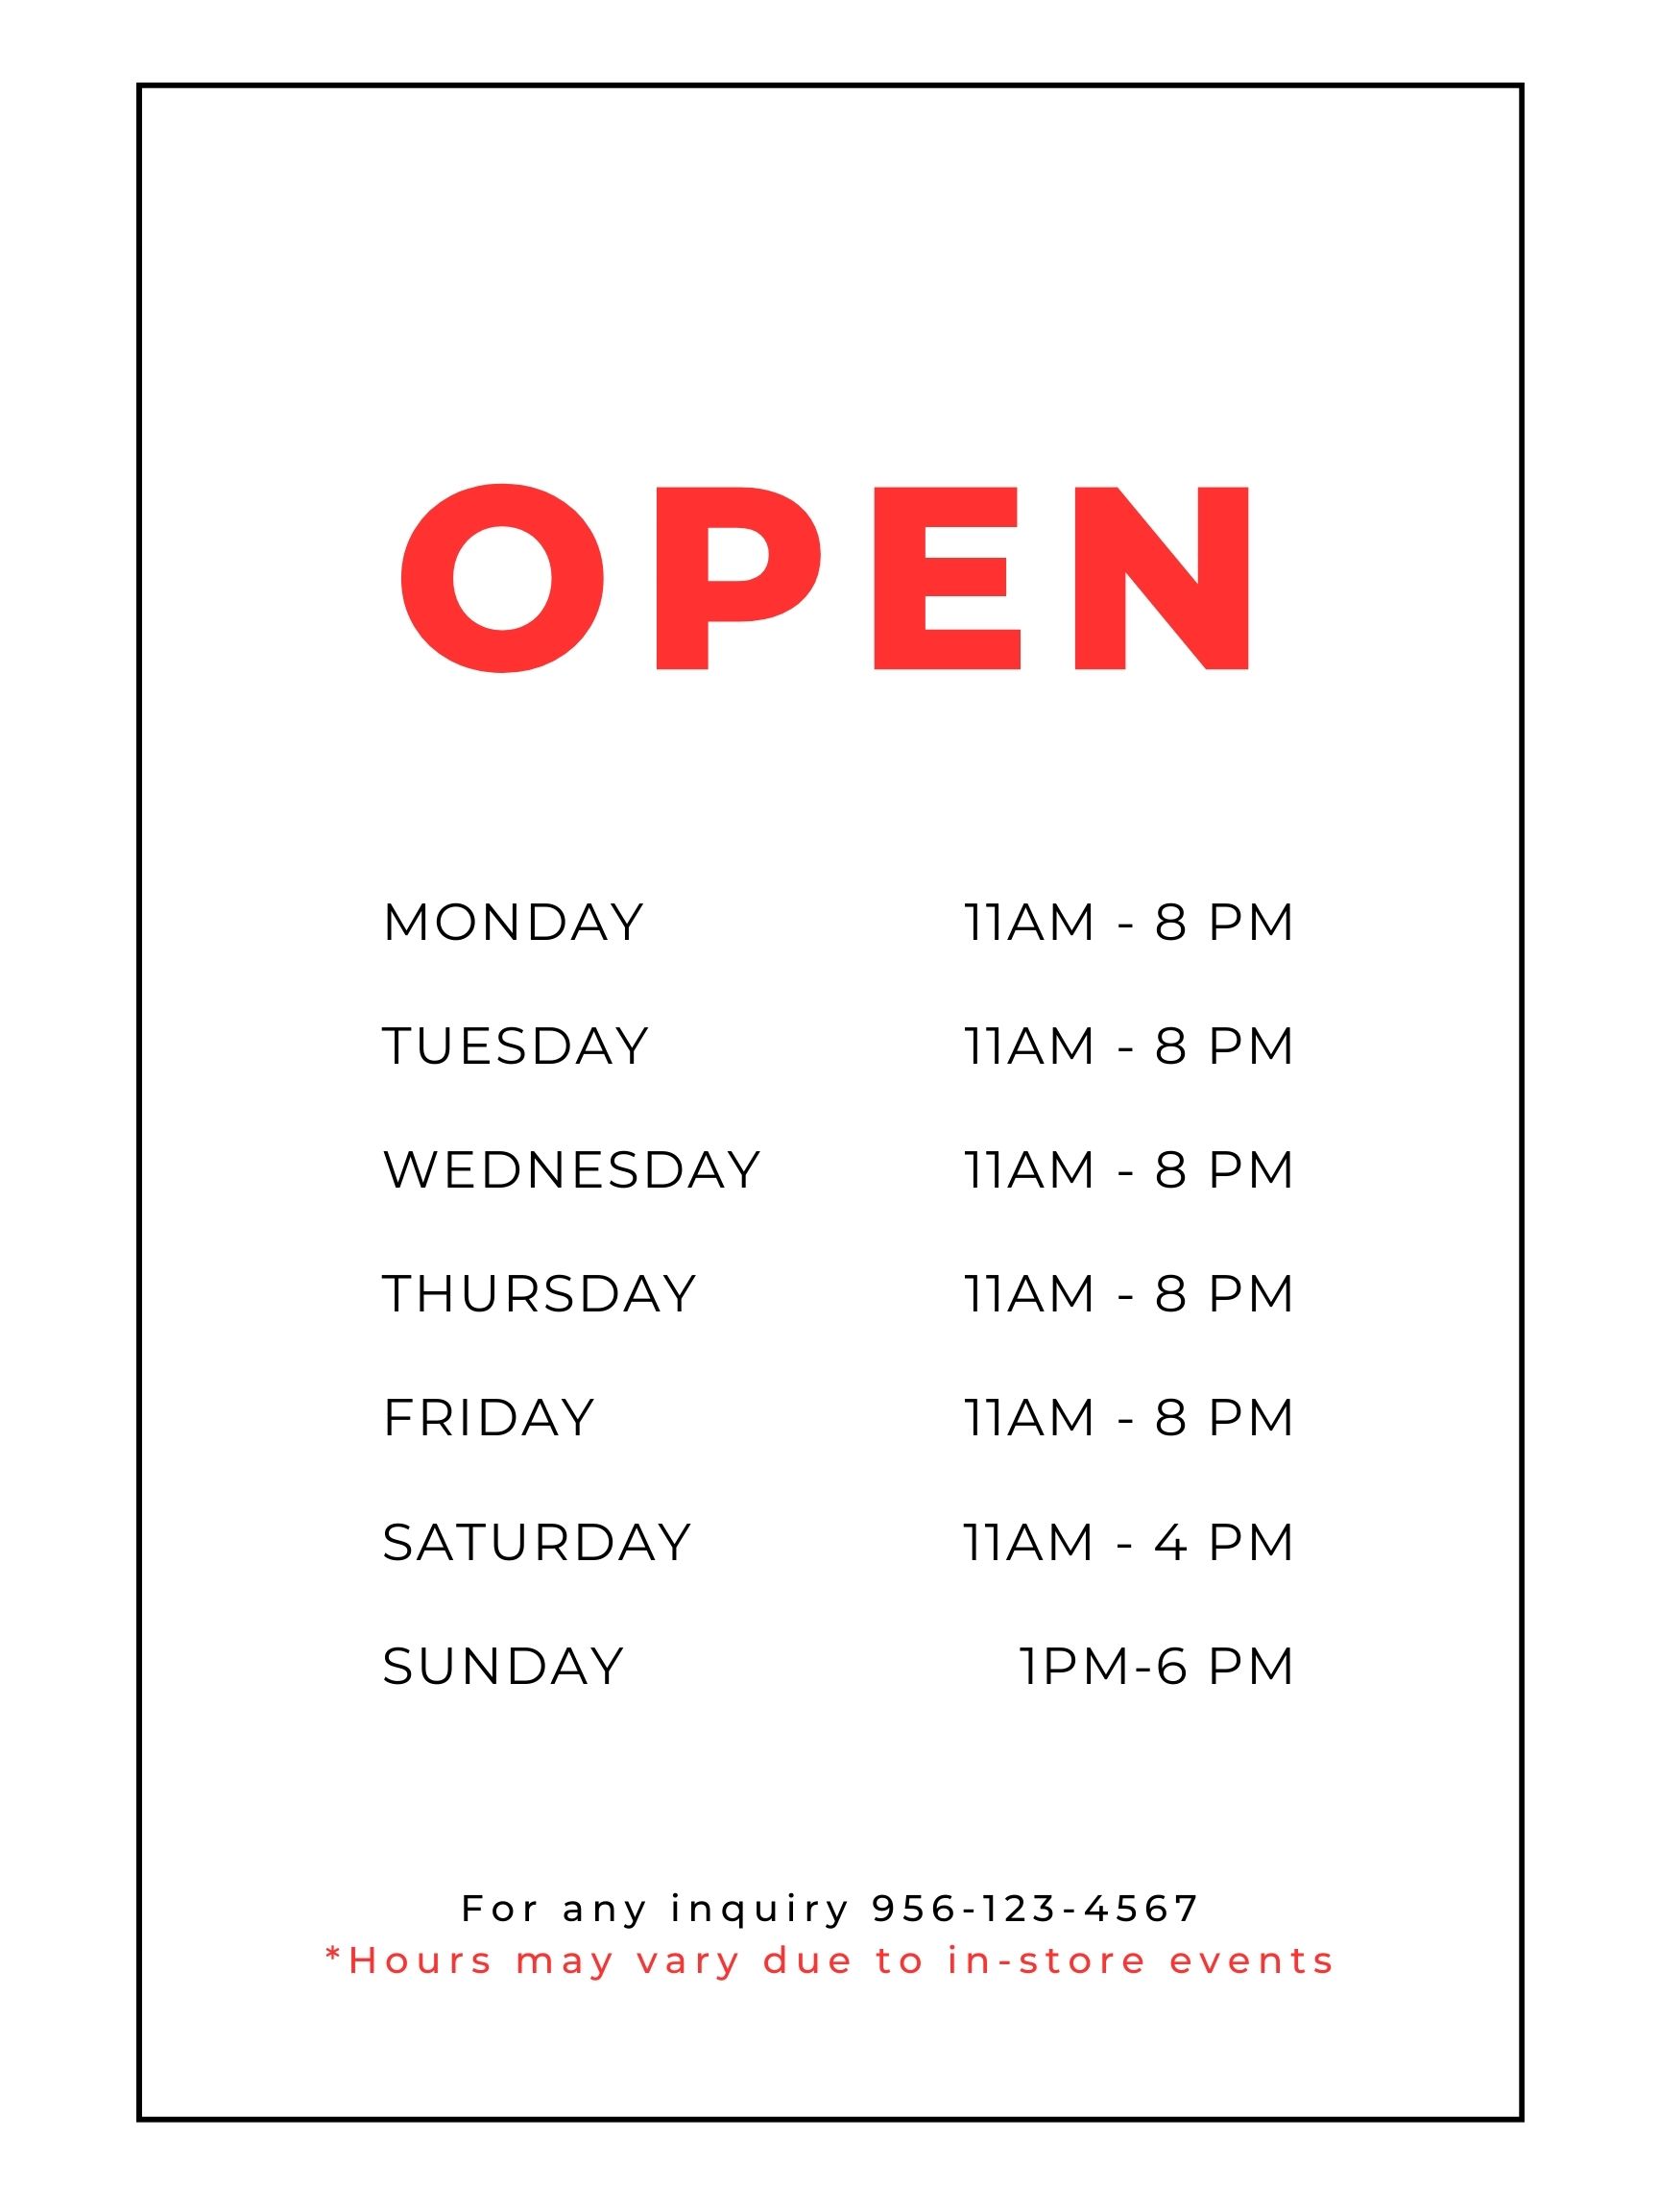 OPEN
MONDAY 11AM - 8 PM
TUESDAY 11AM - 8 PM
WEDNESDAY 11AM - 8 PM
THURSDAY 11AM - 8 PM
FRIDAY 11AM - 8 PM
SATURDAY 11AM - 4 PM
SUNDAY 1PM-6 PM
For any inquiry 956-123-4567
*Hours may vary due to in-store events